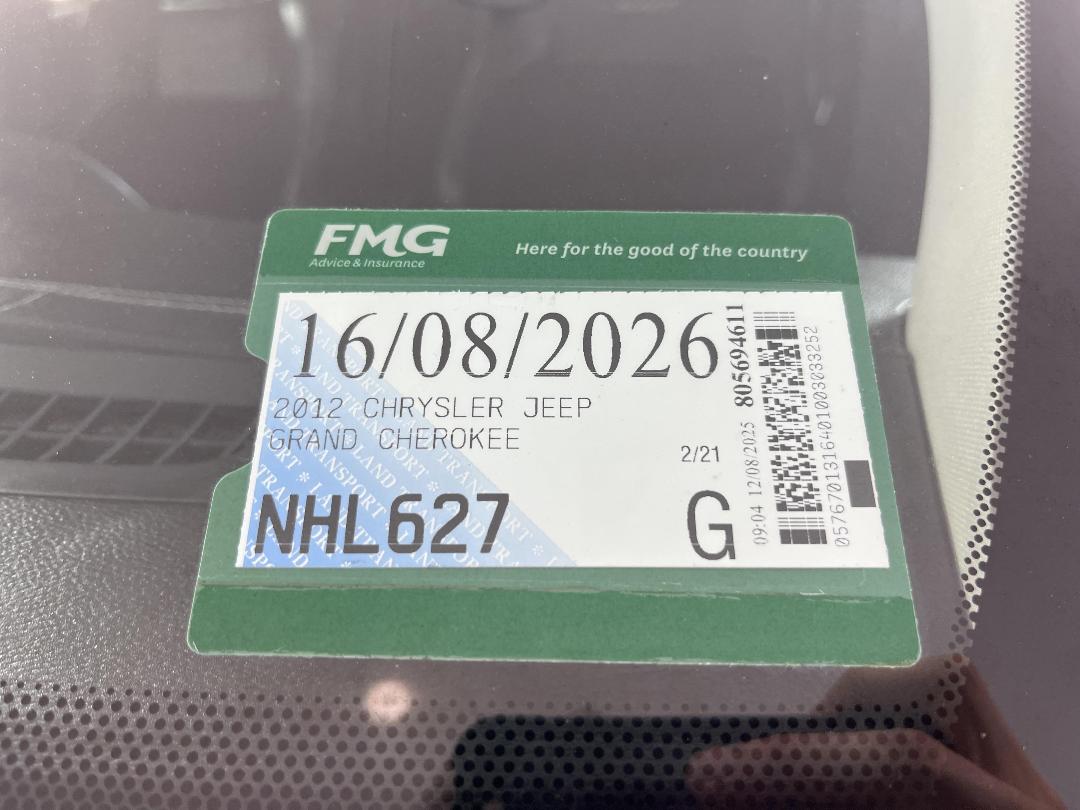 FMG
Advice & Insurance
Here for the good of the country
16/08/2026
2012 CHRYSLER JEEP
GRAND CHEROKEE
2/21
NHL627
G
805694611
09:04 12/08/2025
0576701316401003033252